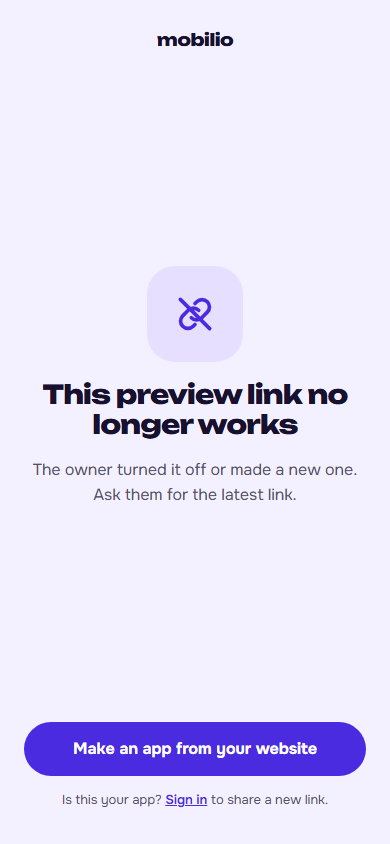 mobilio
This preview link no
longer works
The owner turned it off or made a new one.
Ask them for the latest link.
Make an app from your website
Is this your app? Sign in to share a new link.